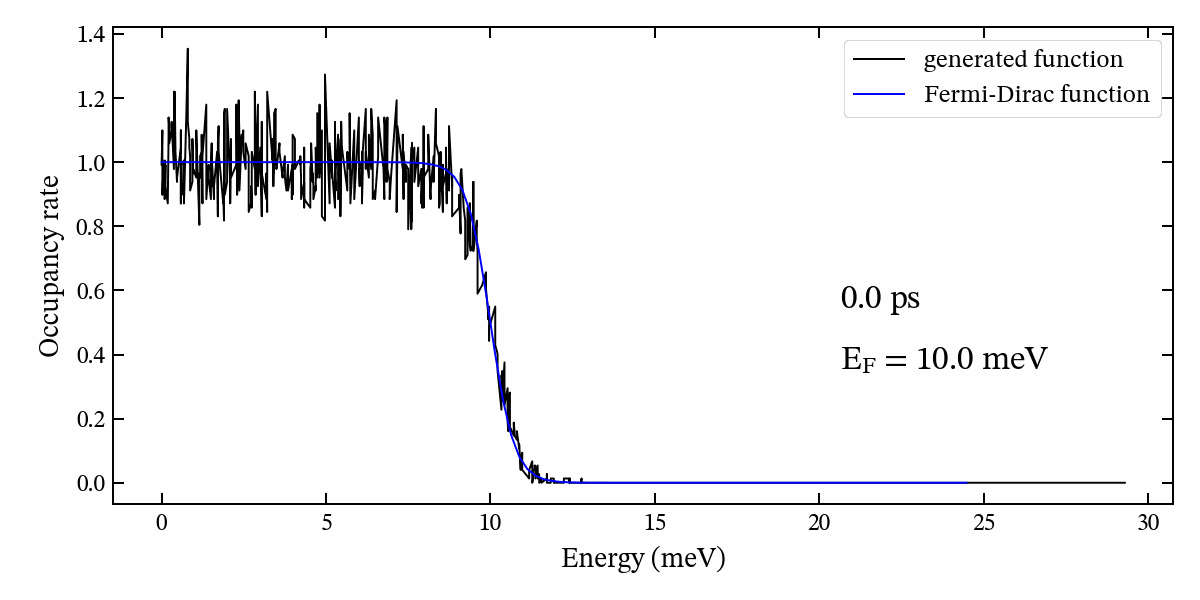 1.4
1.2
1.0
0.8
0.6
0.4
0.2
0.0
Occupancy rate
generated function
Fermi-Dirac function
0.0 ps
E_F = 10.0 meV
0 5 10 15 20 25 30
Energy (meV)